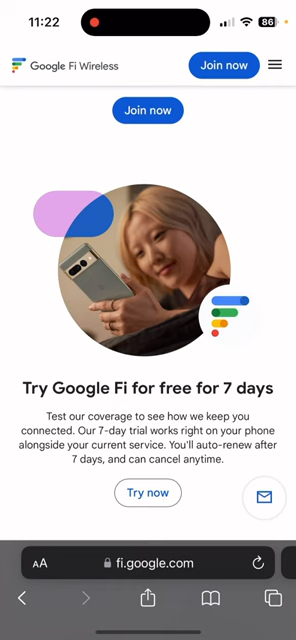 11:22
86
Google Fi Wireless
Join now
Join now
Try Google Fi for free for 7 days
Test our coverage to see how we keep you
connected. Our 7-day trial works right on your phone
alongside your current service. You'll auto-renew after
7 days, and can cancel anytime.
Try now
AA
fi.google.com